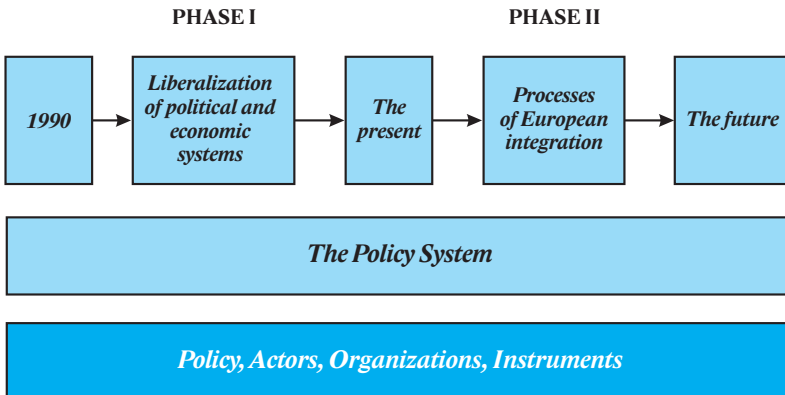 PHASE I
PHASE II
1990
Liberalization
of political and
economic
systems
The
present
Processes
of European
integration
The future
The Policy System
Policy, Actors, Organizations, Instruments